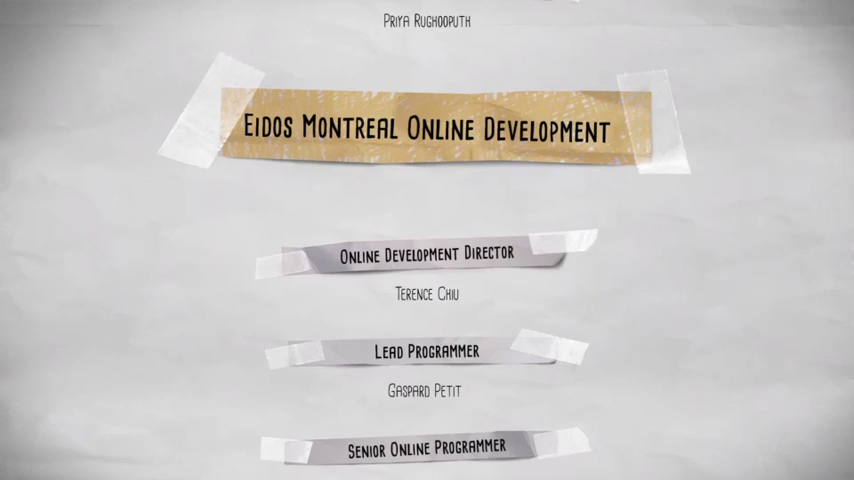 Priya Rughooputh
Eidos Montreal Online Development
Online Development Director
Terence Chiu
Lead Programmer
Gaspard Petit
Senior Online Programmer